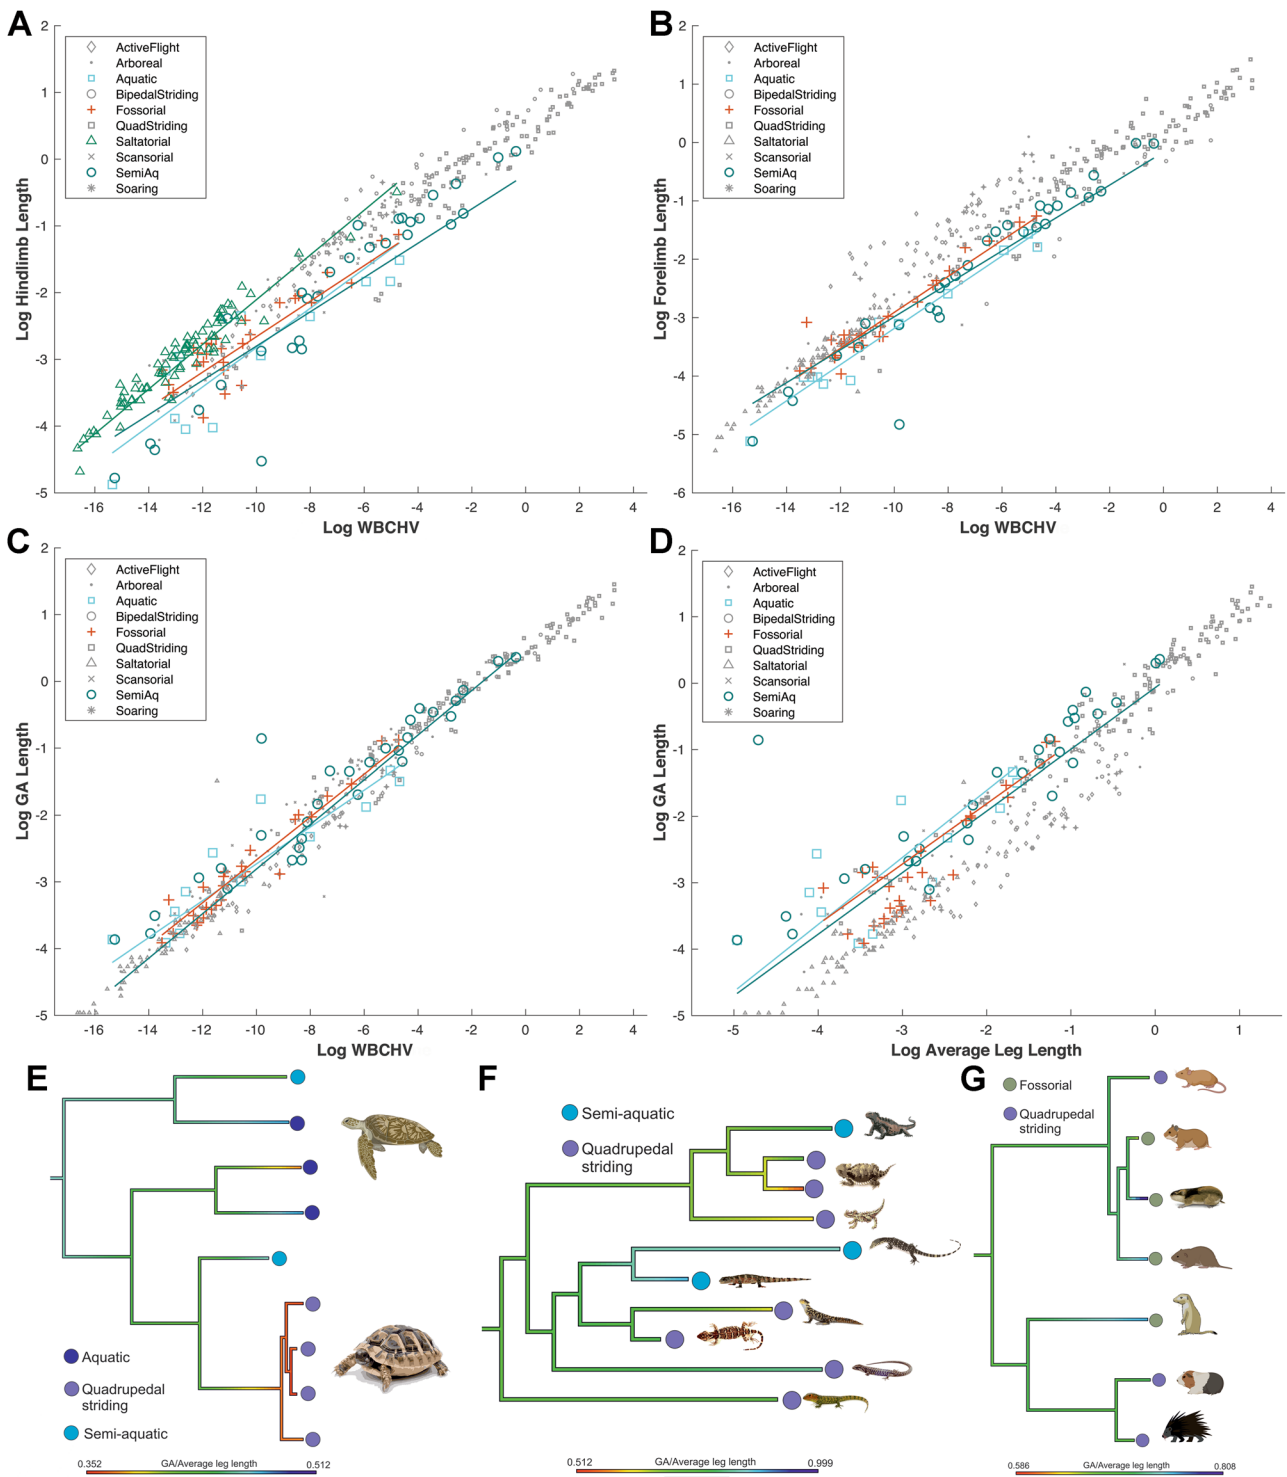 A
2
1
0
-1
-2
-3
-4
-5
Log Hindlimb Length
ActiveFlight
Arboreal
Aquatic
BipedalStriding
Fossorial
QuadStriding
Saltatorial
Scansorial
SemiAq
Soaring
-16 -14 -12 -10 -8 -6 -4 -2 0 2 4
Log WBCHV
B
2
1
0
-1
-2
-3
-4
-5
-6
Log Forelimb Length
ActiveFlight
Arboreal
Aquatic
BipedalStriding
Fossorial
QuadStriding
Saltatorial
Scansorial
SemiAq
Soaring
-16 -14 -12 -10 -8 -6 -4 -2 0 2 4
Log WBCHV
C
2
1
0
-1
-2
-3
-4
-5
Log GA Length
ActiveFlight
Arboreal
Aquatic
BipedalStriding
Fossorial
QuadStriding
Saltatorial
Scansorial
SemiAq
Soaring
-16 -14 -12 -10 -8 -6 -4 -2 0 2 4
Log WBCHV
D
2
1
0
-1
-2
-3
-4
-5
Log GA Length
ActiveFlight
Arboreal
Aquatic
BipedalStriding
Fossorial
QuadStriding
Saltatorial
Scansorial
SemiAq
Soaring
-5 -4 -3 -2 -1 0 1
Log Average Leg Length
E
Aquatic
Quadrupedal
striding
Semi-aquatic
0.352 GA/Average leg length 0.512
F
Semi-aquatic
Quadrupedal
striding
0.512 GA/Average leg length 0.999
G
Fossorial
Quadrupedal
striding
0.586 GA/Average leg length 0.808